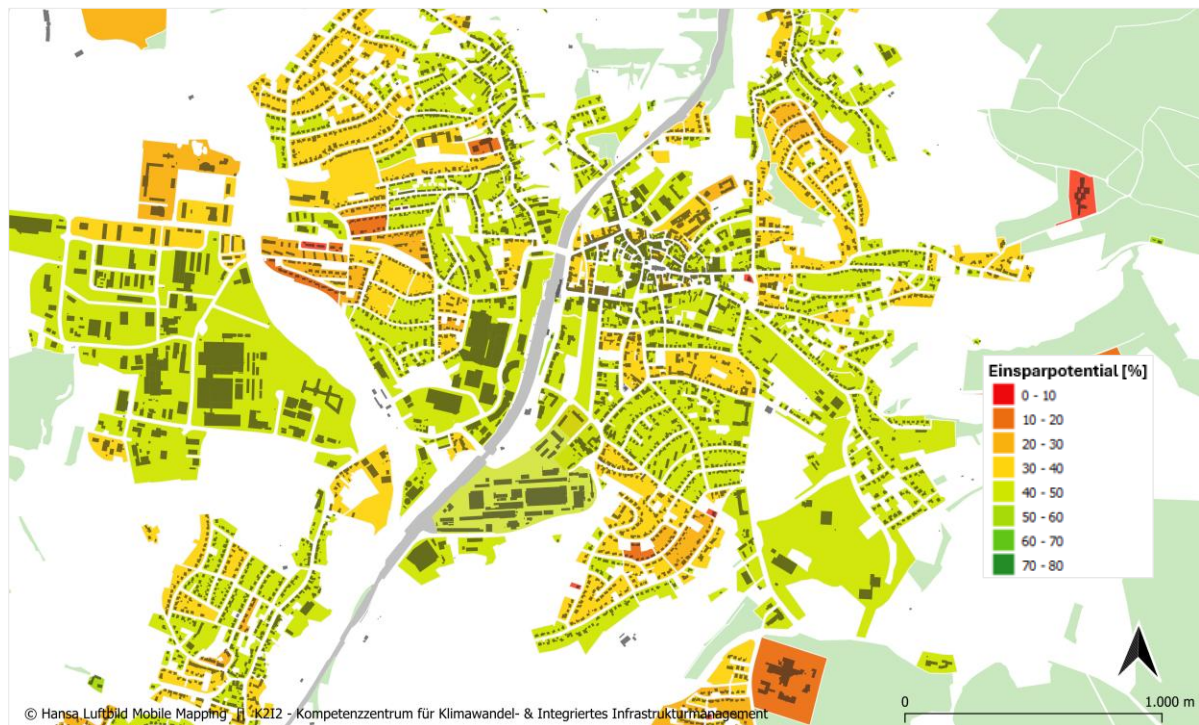 Einsparpotential [%]
0 - 10
10 - 20
20 - 30
30 - 40
40 - 50
50 - 60
60 - 70
70 - 80
0
1.000 m
© Hansa Luftbild Mobile Mapping K2I2 - Kompetenzzentrum für Klimawandel- & Integriertes Infrastrukturmanagement